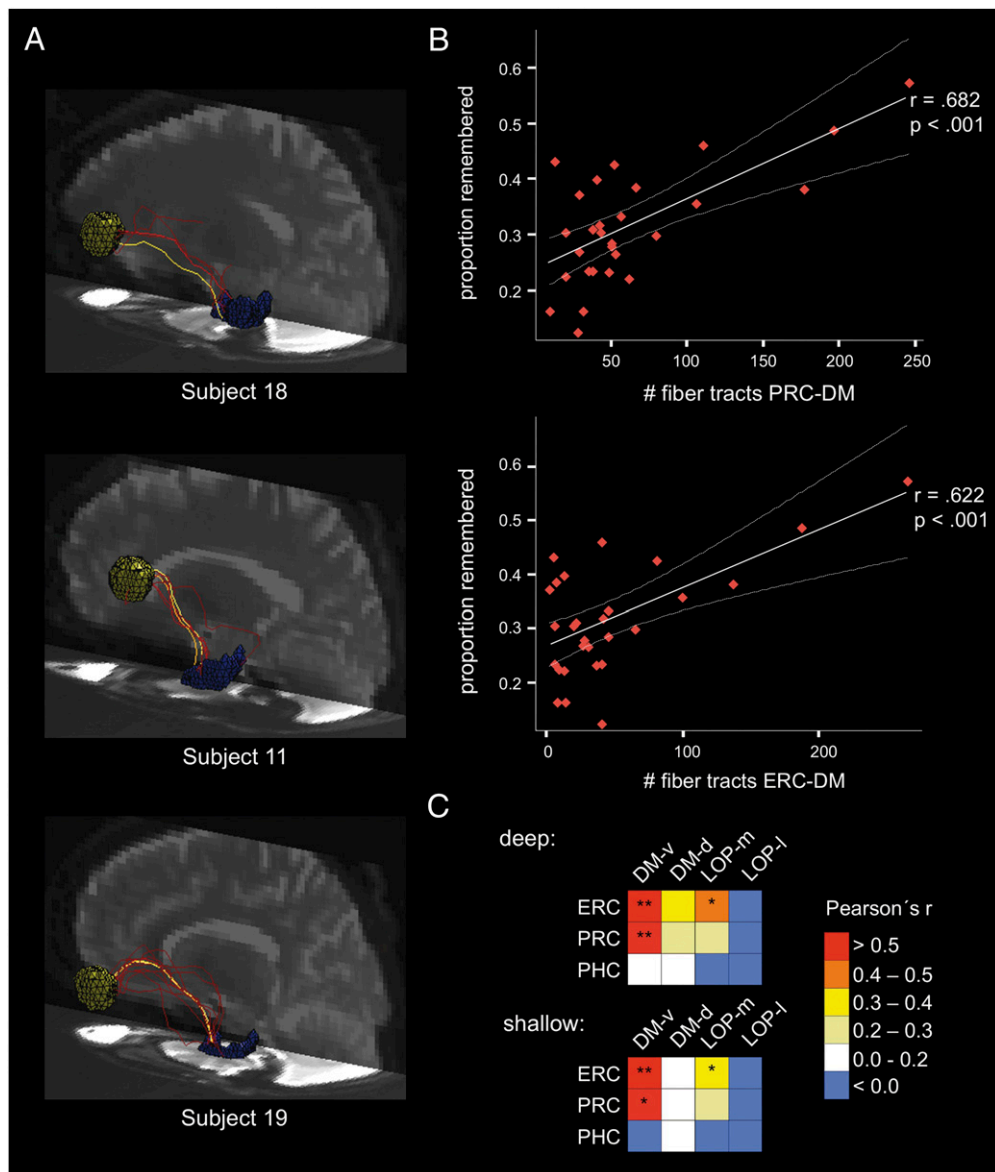 A
Subject 18
Subject 11
Subject 19
B
proportion remembered
0.6
0.5
0.4
0.3
0.2
r = .682
p < .001
50 100 150 200 250
# fiber tracts PRC-DM
proportion remembered
0.6
0.5
0.4
0.3
0.2
r = .622
p < .001
0 100 200
# fiber tracts ERC-DM
C
deep:
DM-v DM-d LOP-m LOP-l
ERC ** *
PRC **
PHC
shallow:
DM-v DM-d LOP-m LOP-l
ERC ** *
PRC *
PHC
Pearson´s r
> 0.5
0.4 – 0.5
0.3 – 0.4
0.2 – 0.3
0.0 - 0.2
< 0.0